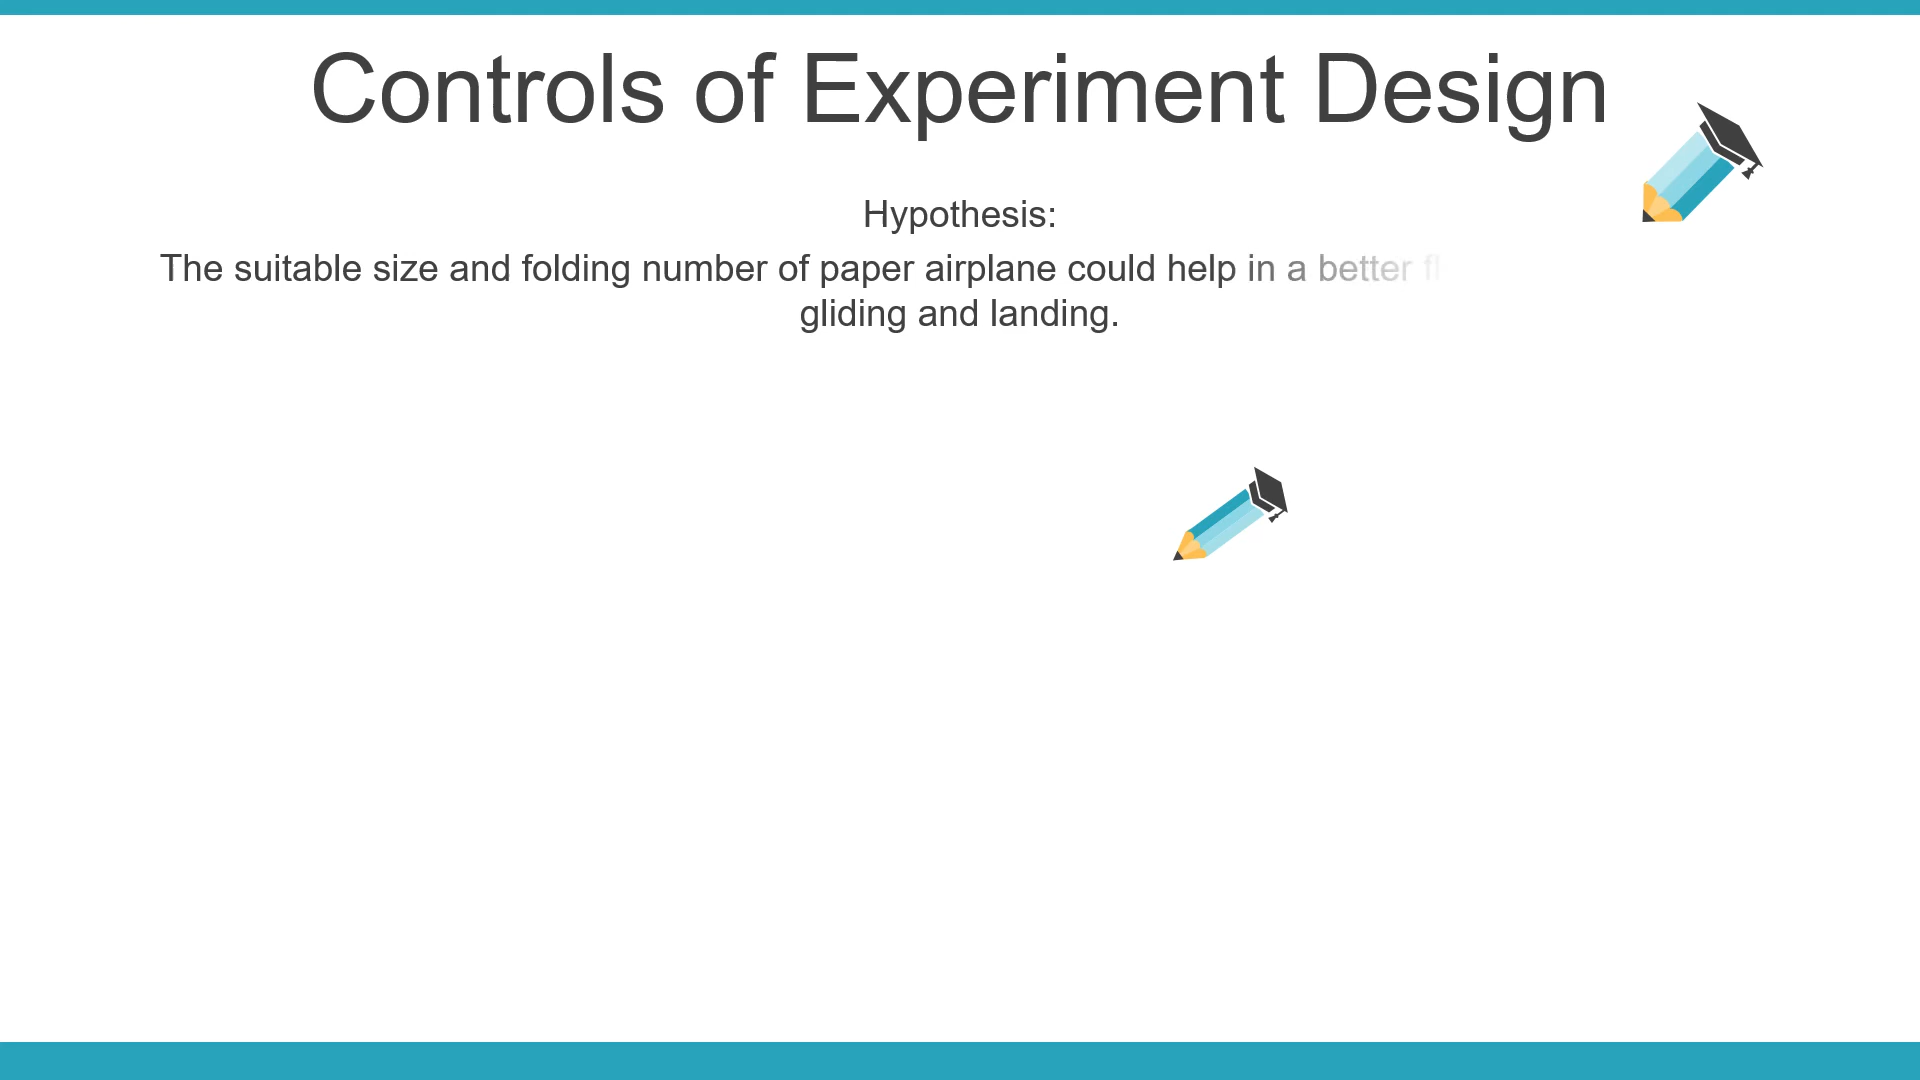 Controls of Experiment Design
Hypothesis:
The suitable size and folding number of paper airplane could help in a better
gliding and landing.